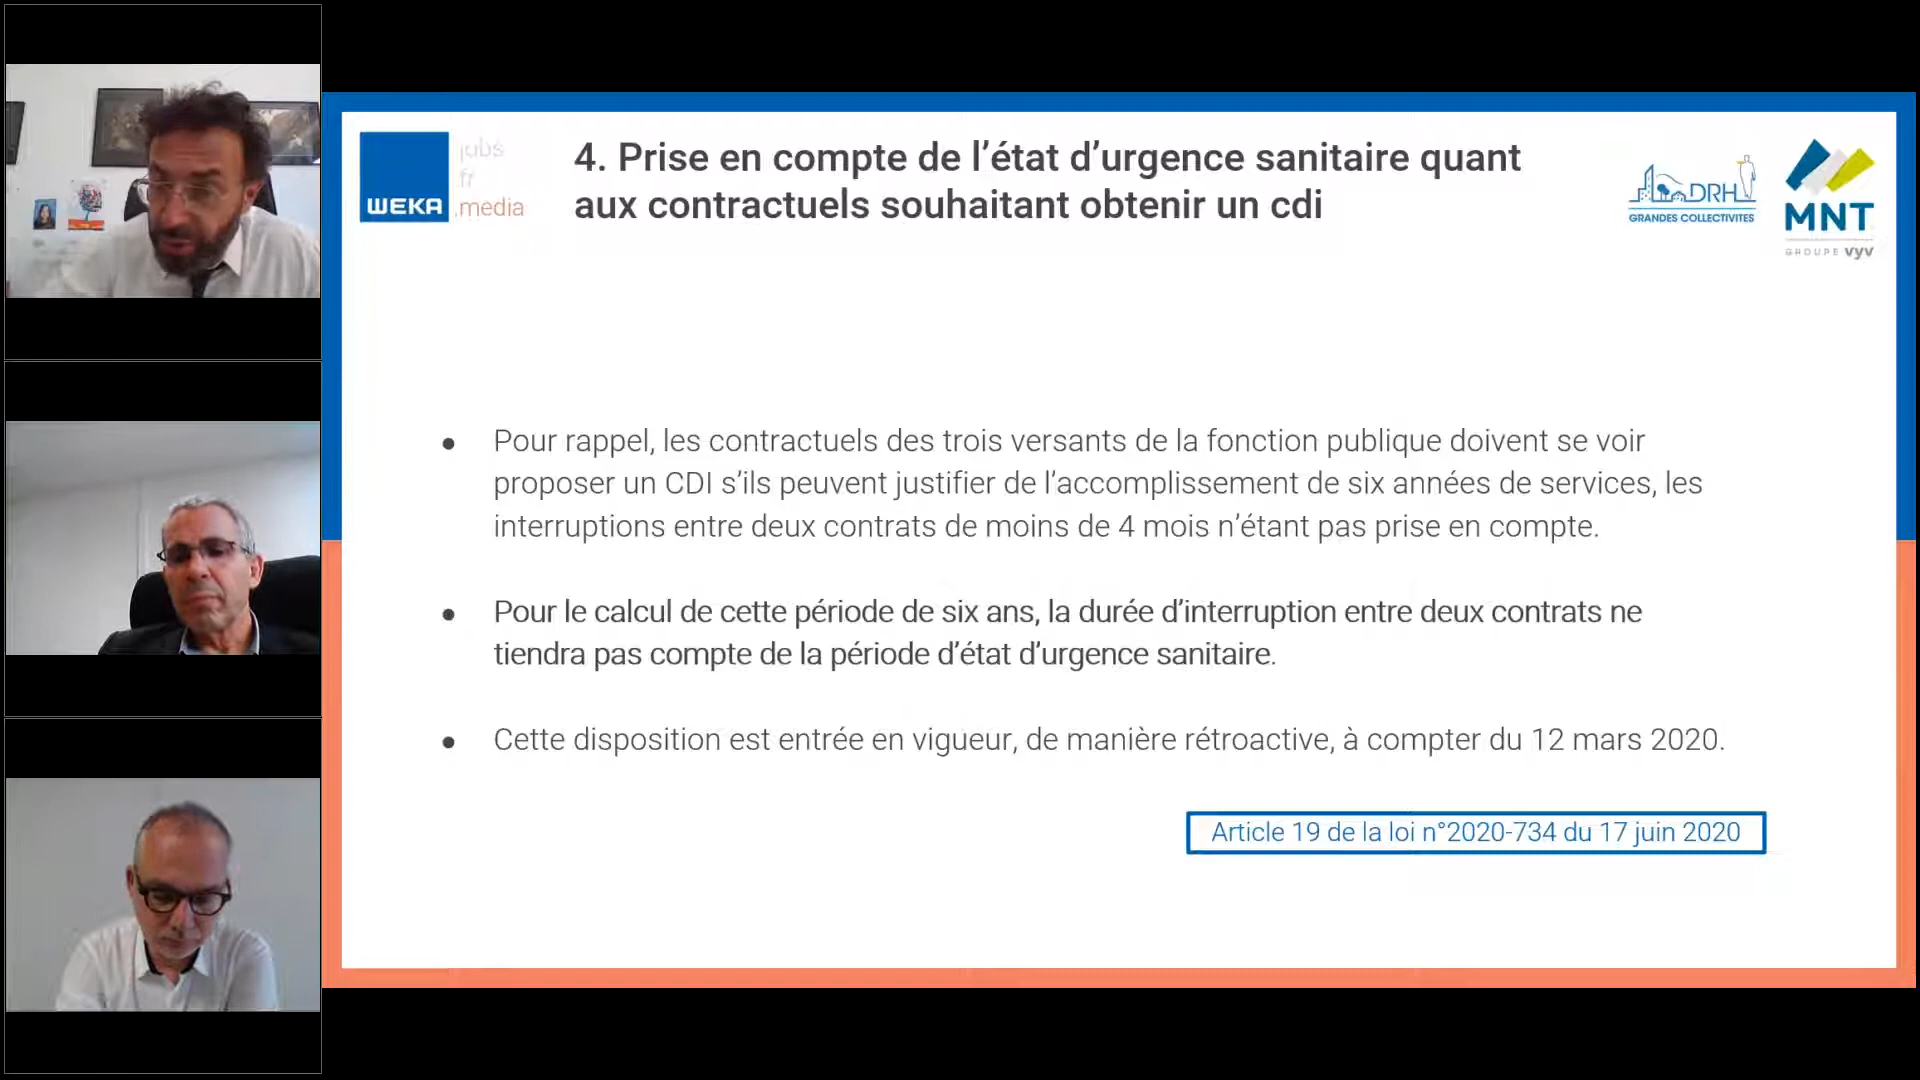 WEKA
jobs
.fr
.media
4. Prise en compte de l’état d’urgence sanitaire quant
aux contractuels souhaitant obtenir un cdi
DRH
GRANDES COLLECTIVITES
MNT
GROUPE vyv
● Pour rappel, les contractuels des trois versants de la fonction publique doivent se voir
proposer un CDI s’ils peuvent justifier de l’accomplissement de six années de services, les
interruptions entre deux contrats de moins de 4 mois n’étant pas prise en compte.
● Pour le calcul de cette période de six ans, la durée d’interruption entre deux contrats ne
tiendra pas compte de la période d’état d’urgence sanitaire.
● Cette disposition est entrée en vigueur, de manière rétroactive, à compter du 12 mars 2020.
Article 19 de la loi n°2020-734 du 17 juin 2020